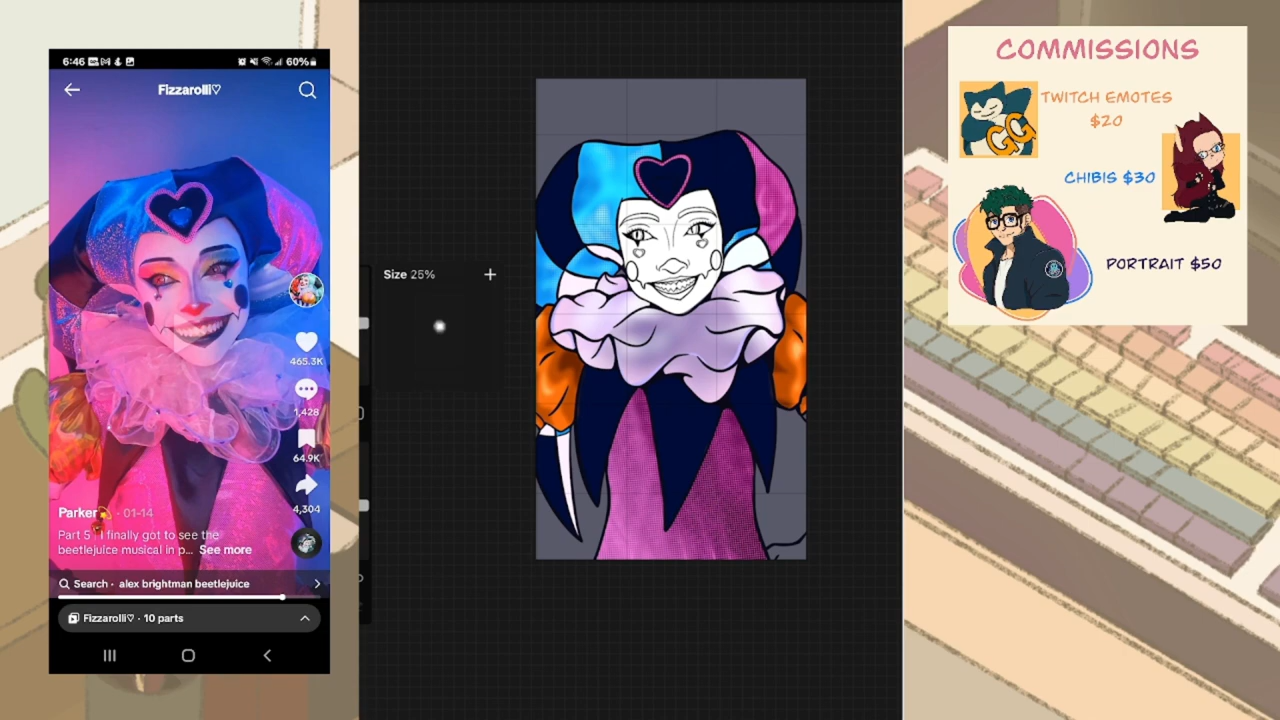 6:46
60%
Fizzarolli♡
465.3K
1,428
64.9K
4,304
Parker · 01-14
Part 5 I finally got to see the
beetlejuice musical in p... See more
Search · alex brightman beetlejuice
Fizzarolli♡ · 10 parts
Size 25%
COMMISSIONS
TWITCH EMOTES
$20
GG
CHIBIS $30
PORTRAIT $50